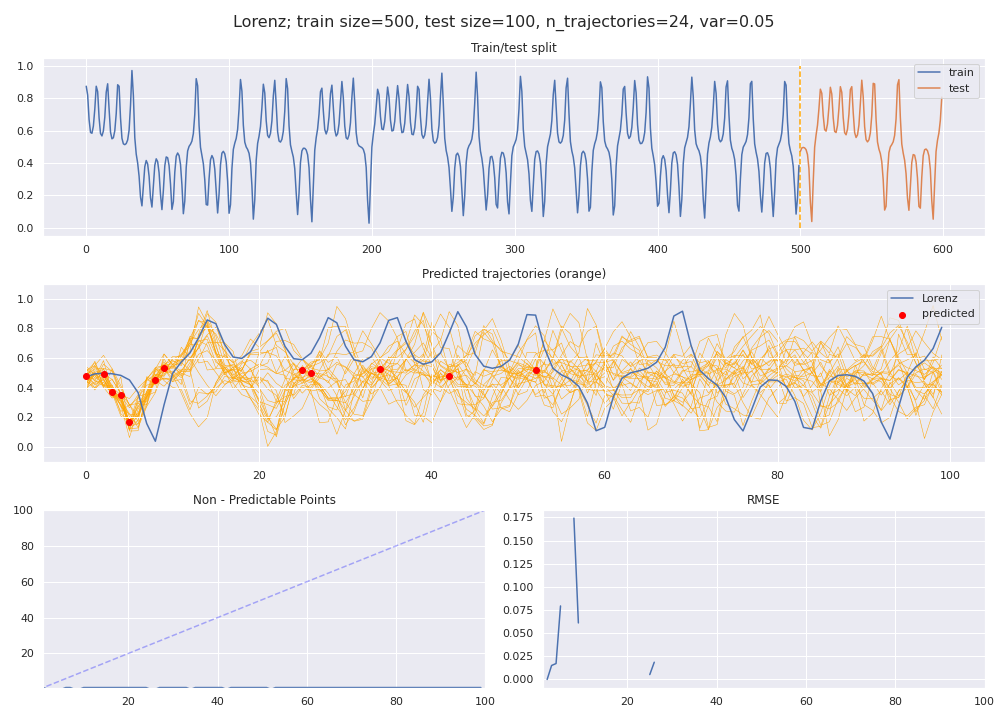 Lorenz; train size=500, test size=100, n_trajectories=24, var=0.05
Train/test split
1.0
0.8
0.6
0.4
0.2
0.0
train
test
0 100 200 300 400 500 600
Predicted trajectories (orange)
1.0
0.8
0.6
0.4
0.2
0.0
Lorenz
predicted
0 20 40 60 80 100
Non - Predictable Points
100
80
60
40
20
20 40 60 80 100
RMSE
0.175
0.150
0.125
0.100
0.075
0.050
0.025
0.000
20 40 60 80 100